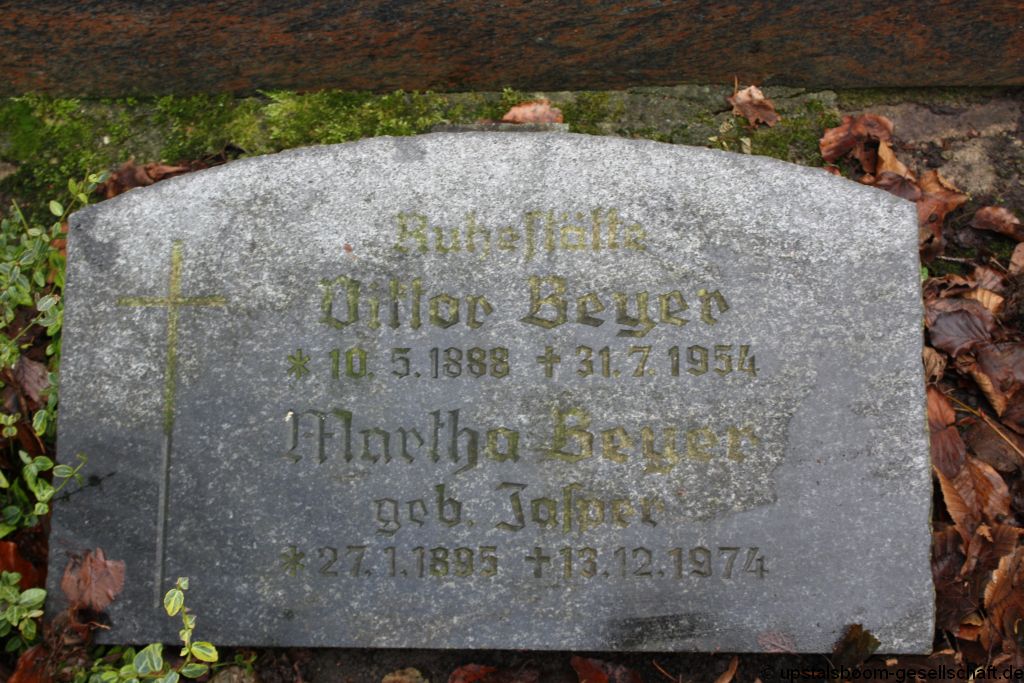 Ruhestätte
Viktor Beyer
* 10. 5. 1888 † 31. 7. 1954
Martha Beyer
geb. Jasper
* 27. 1. 1895 † 13. 12. 1974
© upstalsboom-gesellschaft.de